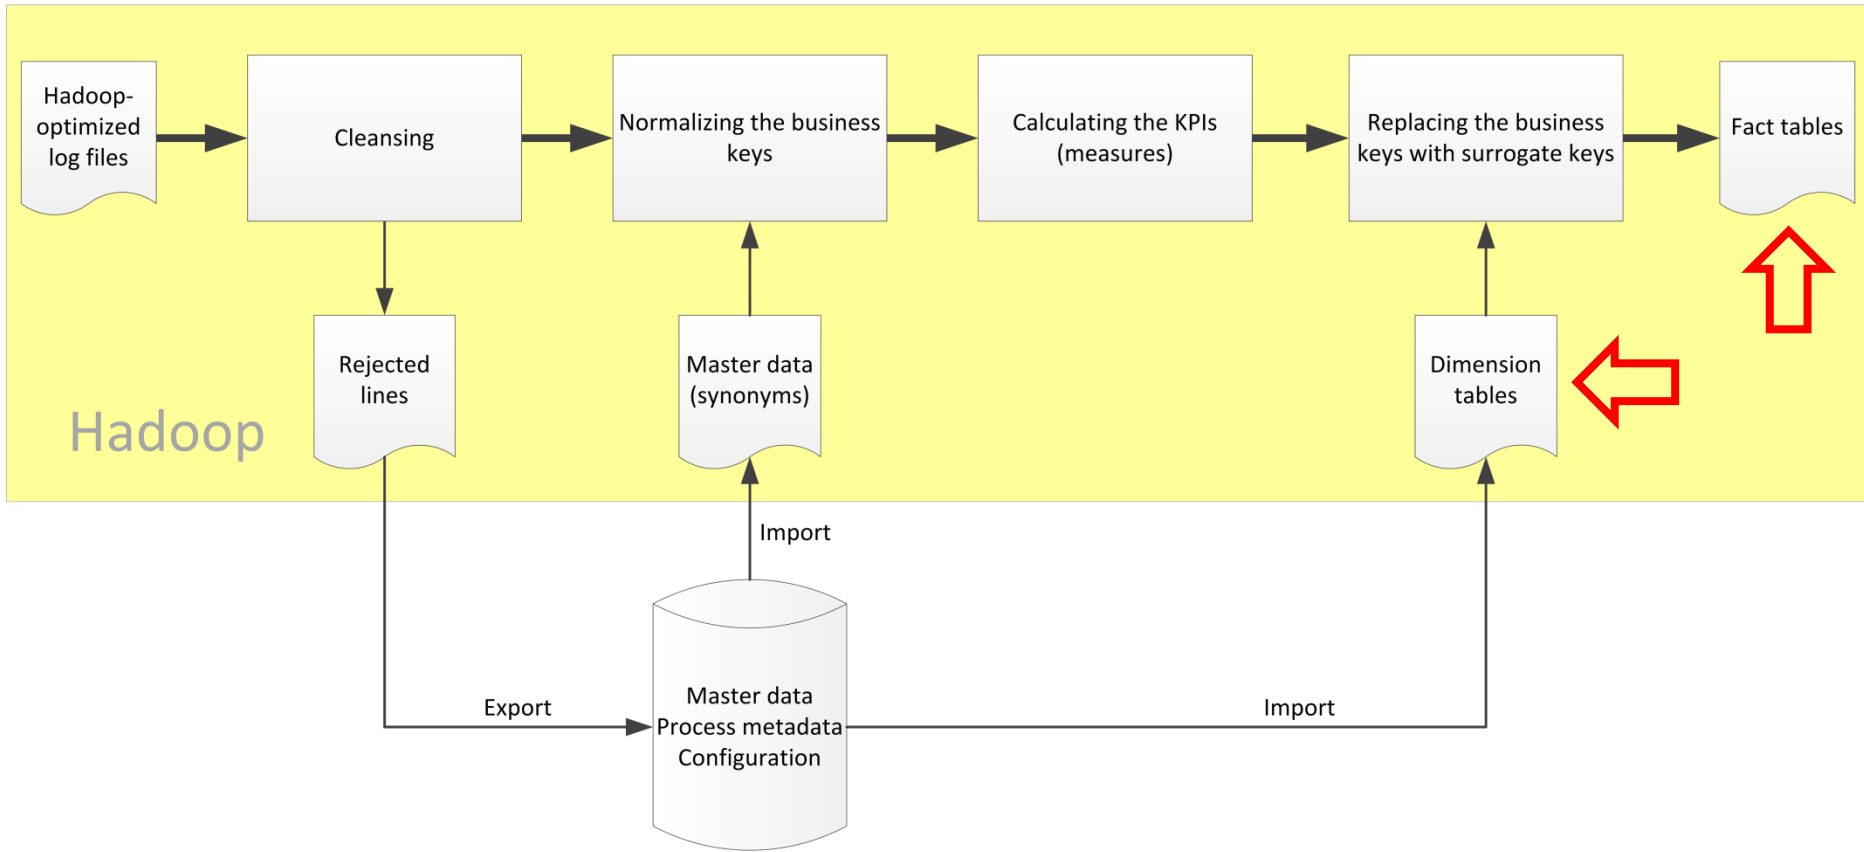 Hadoop-
optimized
log files
Cleansing
Normalizing the business
keys
Calculating the KPIs
(measures)
Replacing the business
keys with surrogate keys
Fact tables
Rejected
lines
Master data
(synonyms)
Dimension
tables
Hadoop
Import
Export
Import
Master data
Process metadata
Configuration